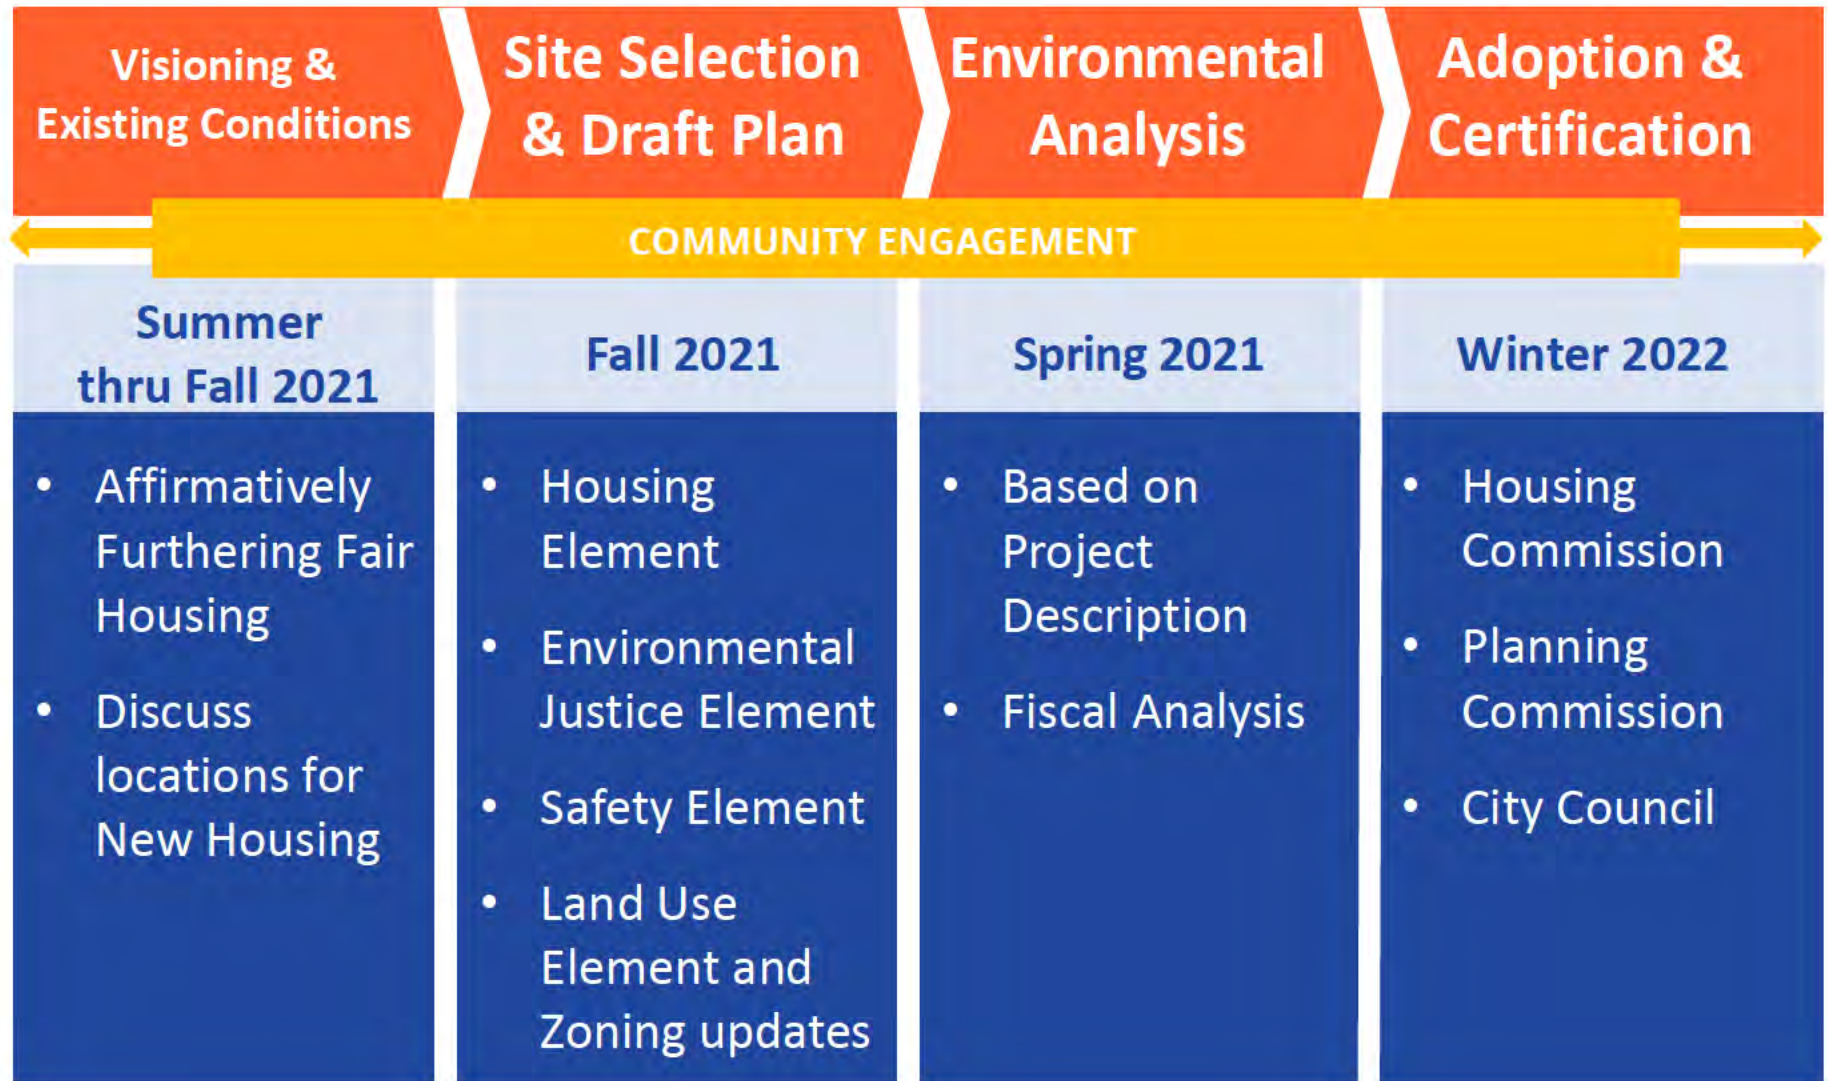 Visioning &
Existing Conditions
Site Selection
& Draft Plan
Environmental
Analysis
Adoption &
Certification
COMMUNITY ENGAGEMENT
Summer
thru Fall 2021
Fall 2021
Spring 2021
Winter 2022
• Affirmatively
Furthering Fair
Housing
• Discuss
locations for
New Housing
• Housing
Element
• Environmental
Justice Element
• Safety Element
• Land Use
Element and
Zoning updates
• Based on
Project
Description
• Fiscal Analysis
• Housing
Commission
• Planning
Commission
• City Council